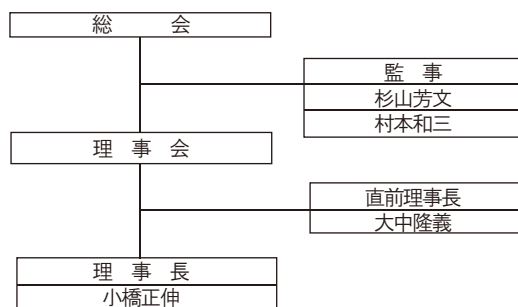 総　会
監　事
杉山芳文
村本和三
理　事　会
直前理事長
大中隆義
理　事　長
小橋正伸